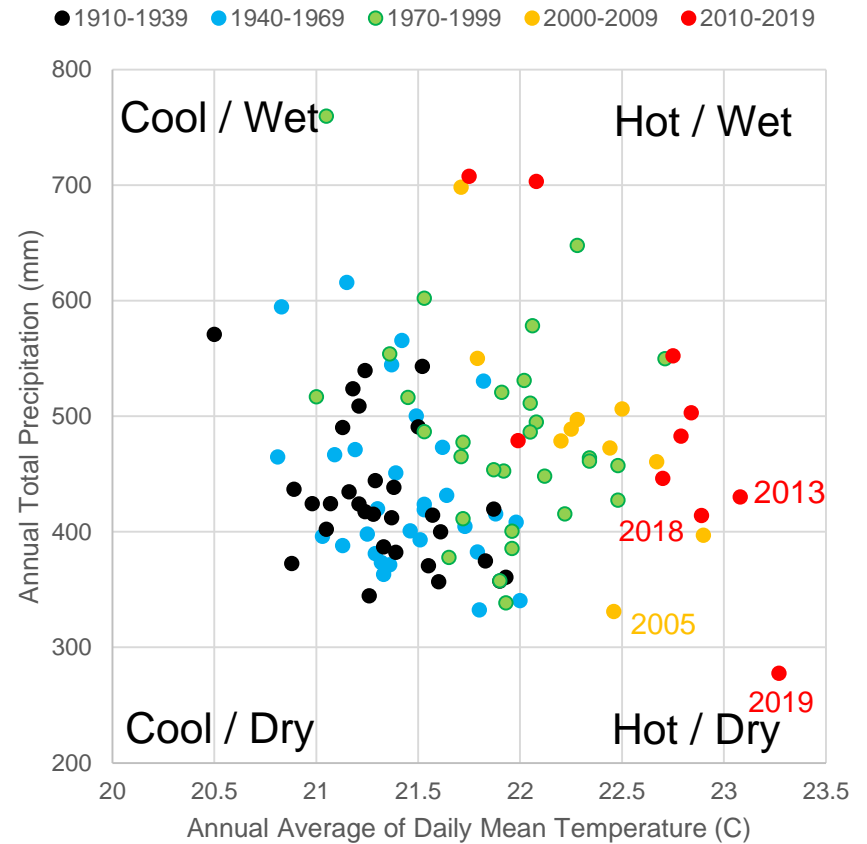 1910-1939 1940-1969 1970-1999 2000-2009 2010-2019
800
Cool / Wet Hot / Wet
700
600
500
2013
2018
400
2005
300
2019
Cool / Dry Hot / Dry
200
20 20.5 21 21.5 22 22.5 23 23.5
Annual Total Precipitation (mm)
Annual Average of Daily Mean Temperature (C)